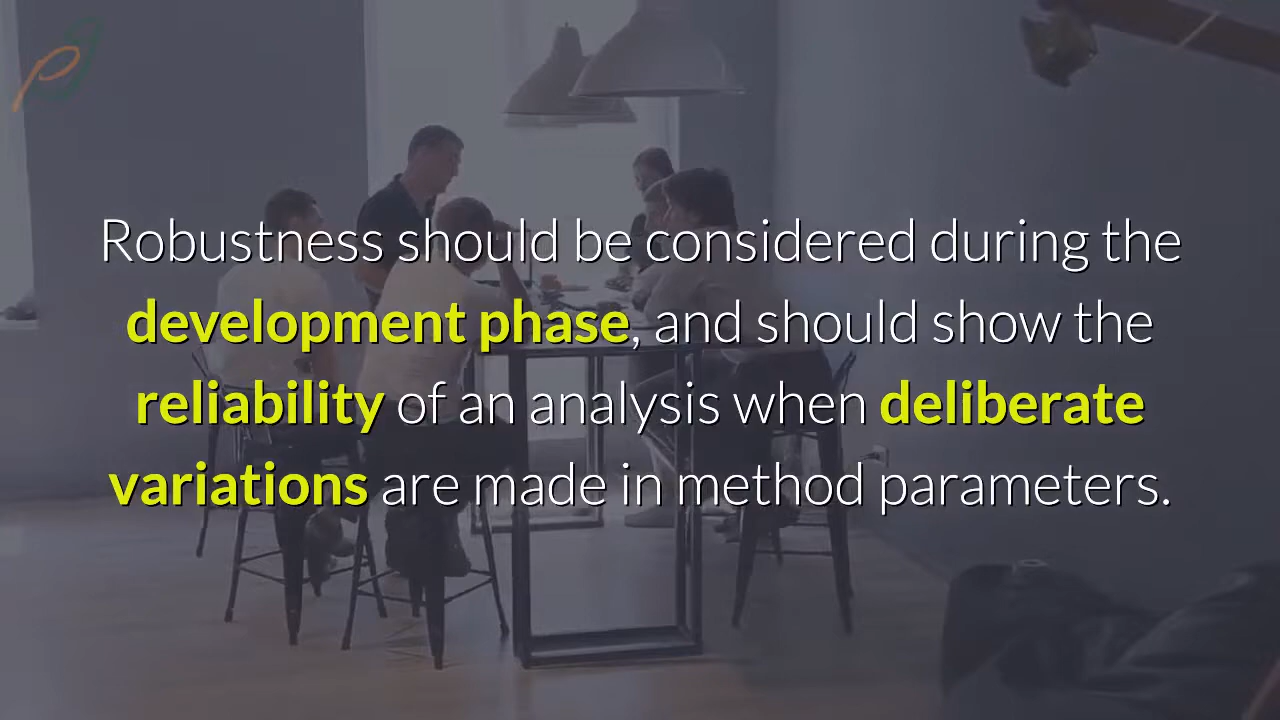 Robustness should be considered during the
development phase, and should show the
reliability of an analysis when deliberate
variations are made in method parameters.